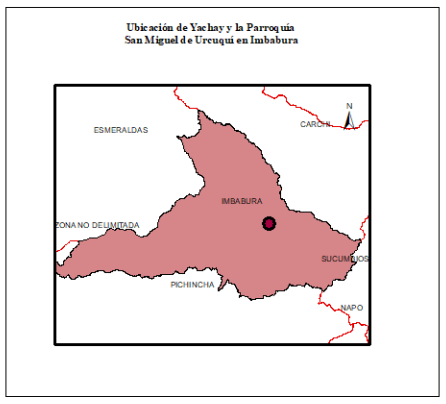 Ubicación de Yachay y la Parroquia
San Miguel de Urcuquí en Imbabura
N
CARCHI
ESMERALDAS
IMBABURA
ZONA NO DELIMITADA
SUCUMBIOS
PICHINCHA
NAPO